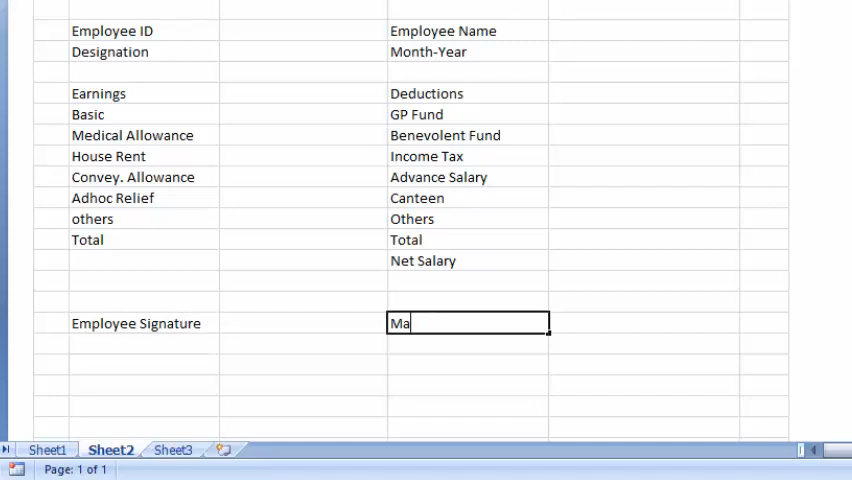 Employee ID Employee Name
Designation Month-Year
Earnings Deductions
Basic GP Fund
Medical Allowance Benevolent Fund
House Rent Income Tax
Convey. Allowance Advance Salary
Adhoc Relief Canteen
others Others
Total Total
Net Salary
Employee Signature Ma
Sheet1 Sheet2 Sheet3
Page: 1 of 1